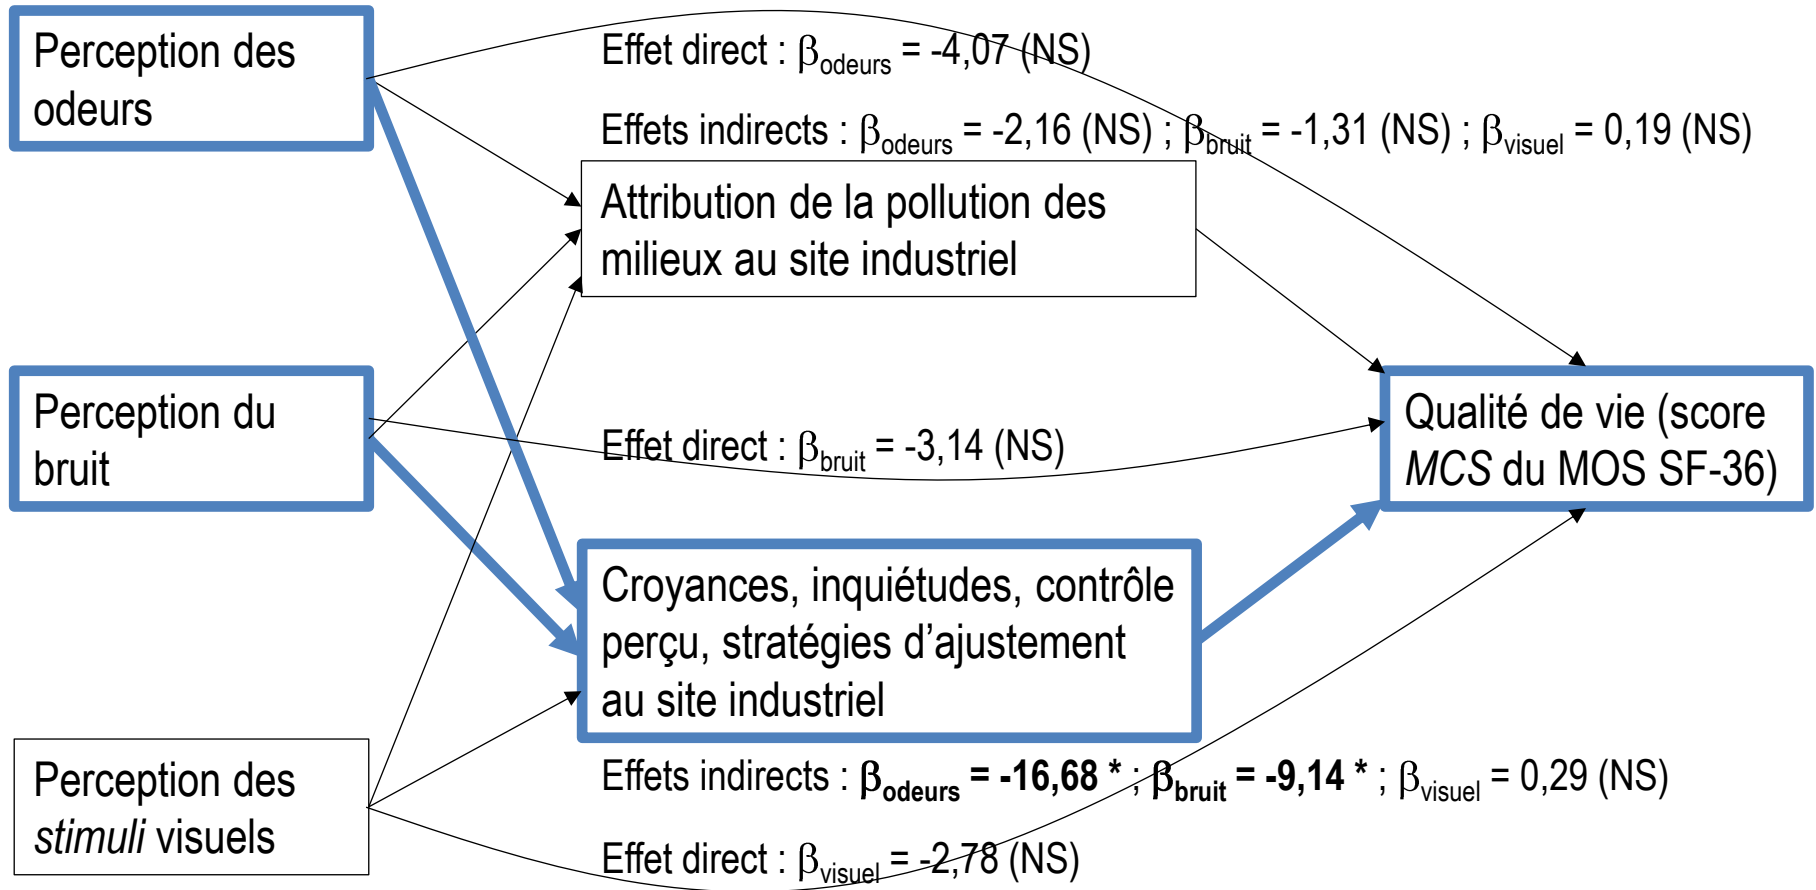 Perception des
odeurs
Effet direct : βodeurs = -4,07 (NS)
Effets indirects : βodeurs = -2,16 (NS) ; βbruit = -1,31 (NS) ; βvisuel = 0,19 (NS)
Attribution de la pollution des
milieux au site industriel
Perception du
bruit
Effet direct : βbruit = -3,14 (NS)
Qualité de vie (score
MCS du MOS SF-36)
Croyances, inquiétudes, contrôle
perçu, stratégies d’ajustement
au site industriel
Perception des
stimuli visuels
Effets indirects : βodeurs = -16,68 * ; βbruit = -9,14 * ; βvisuel = 0,29 (NS)
Effet direct : βvisuel = -2,78 (NS)